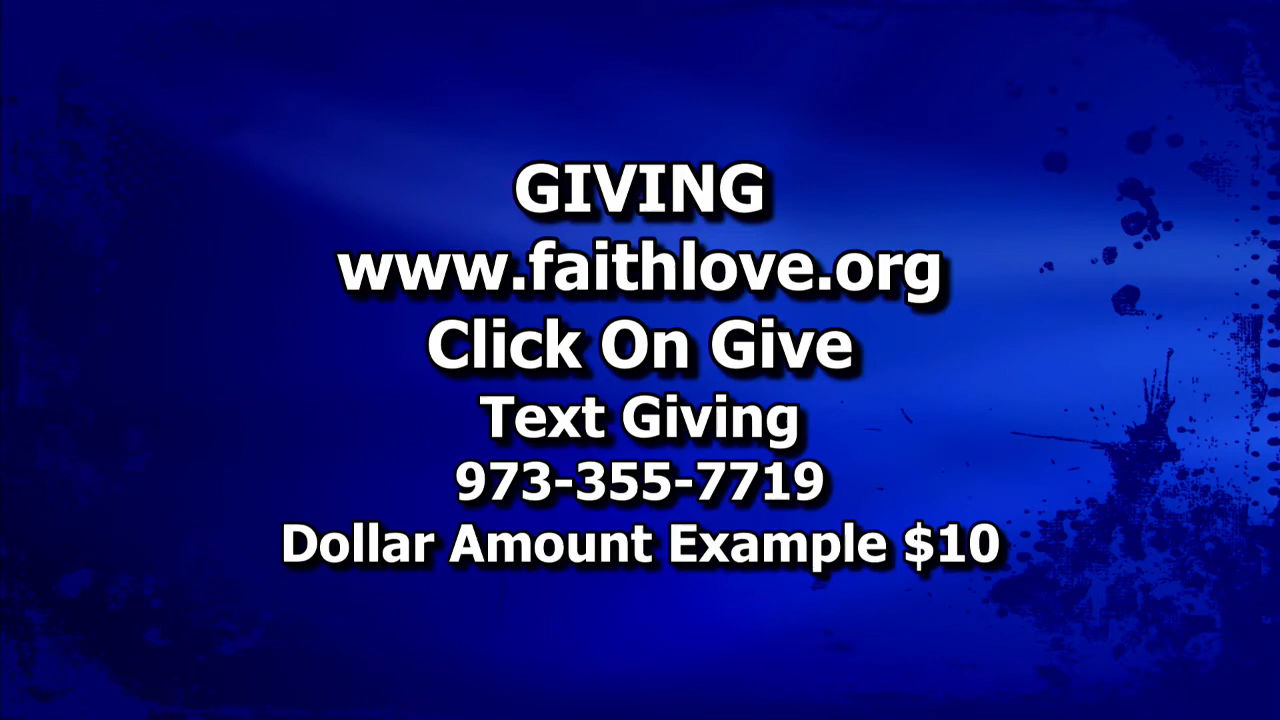 GIVING
www.faithlove.org
Click On Give
Text Giving
973-355-7719
Dollar Amount Example $10